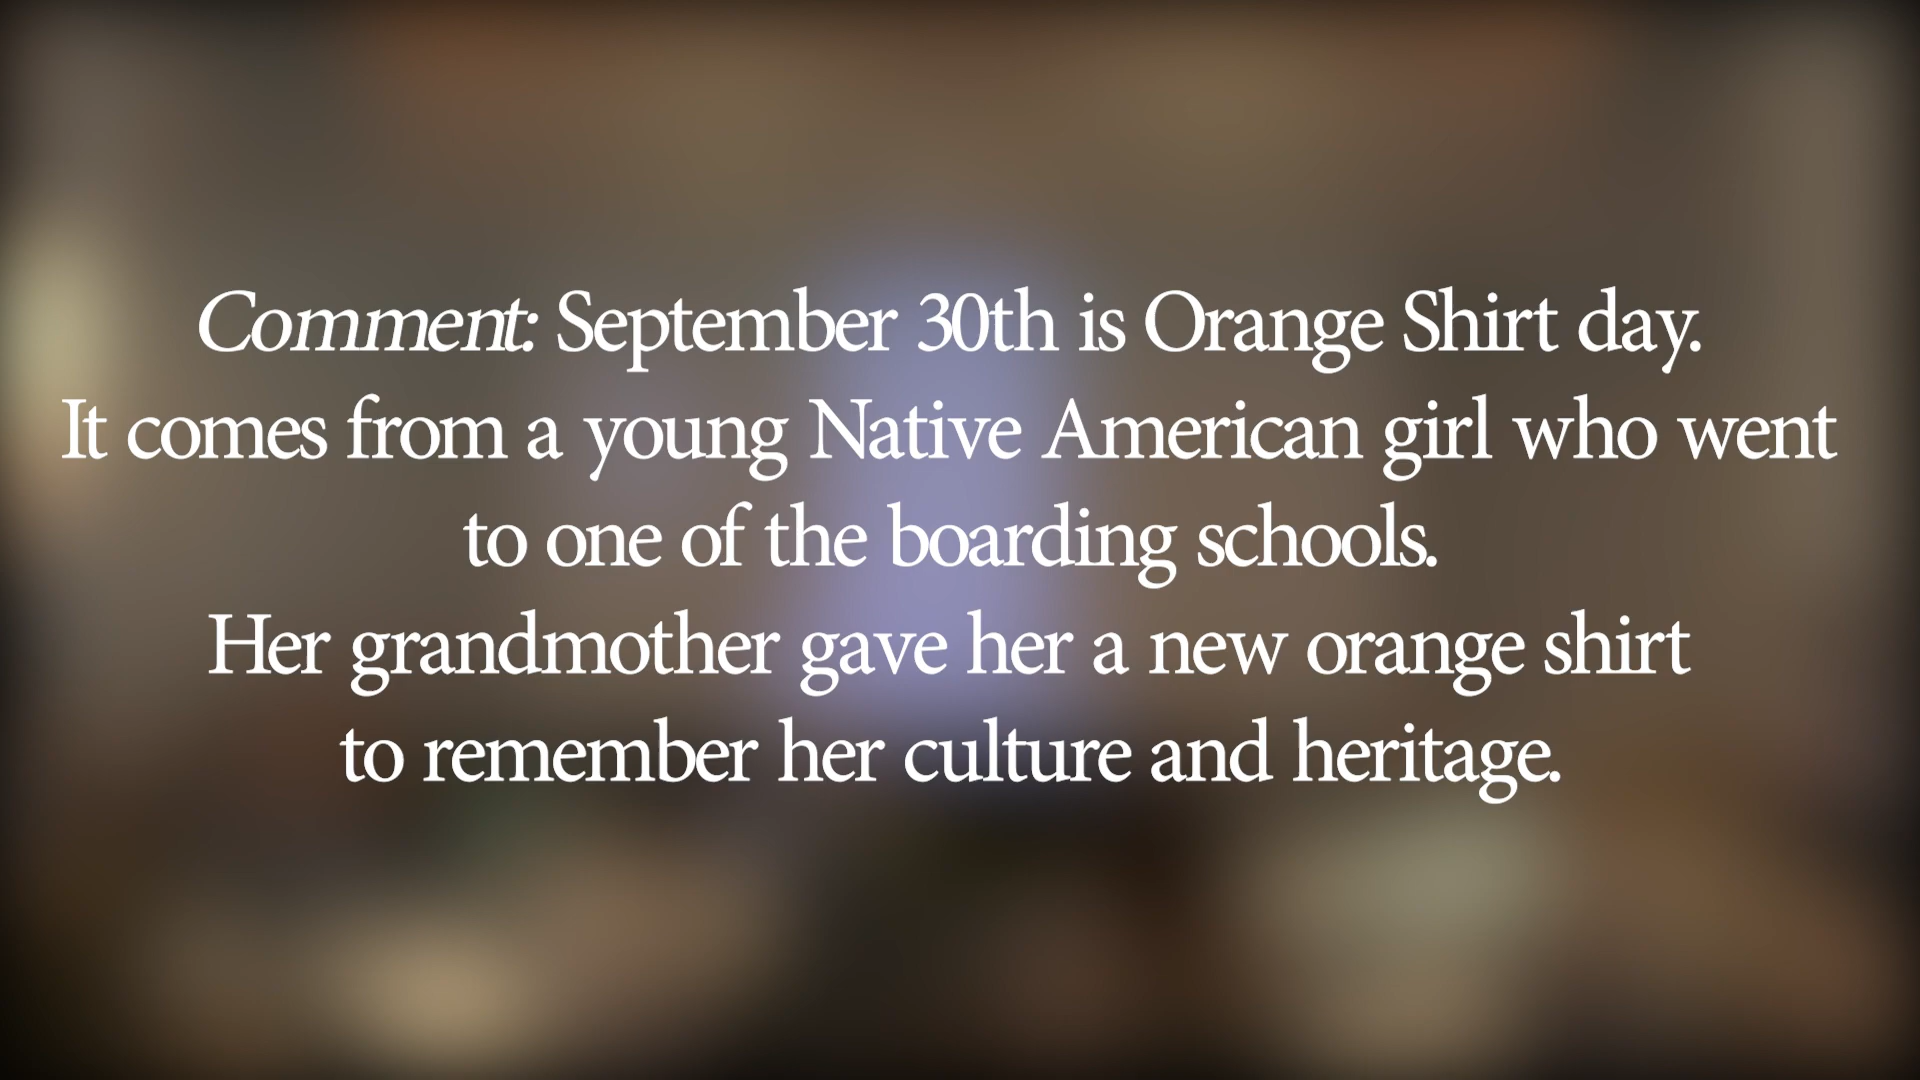 Comment: September 30th is Orange Shirt day.
It comes from a young Native American girl who went
to one of the boarding schools.
Her grandmother gave her a new orange shirt
to remember her culture and heritage.